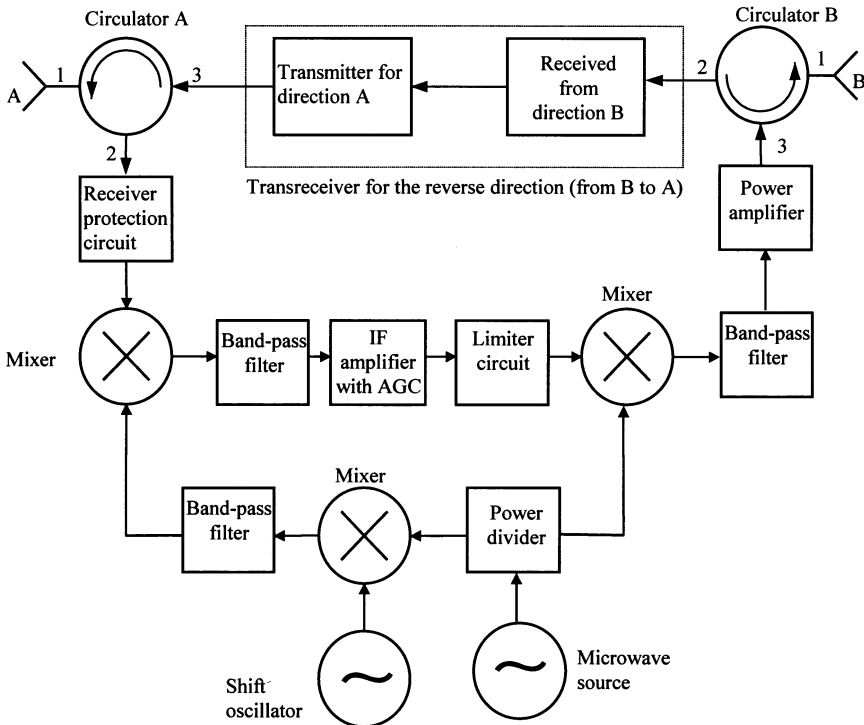 Circulator A
Circulator B
A
1
3
Transmitter for
direction A
Received
from
direction B
2
1
B
2
3
Transreceiver for the reverse direction (from B to A)
Receiver
protection
circuit
Power
amplifier
Mixer
Mixer
Band-pass
filter
IF
amplifier
with AGC
Limiter
circuit
Band-pass
filter
Mixer
Band-pass
filter
Power
divider
Shift
oscillator
Microwave
source